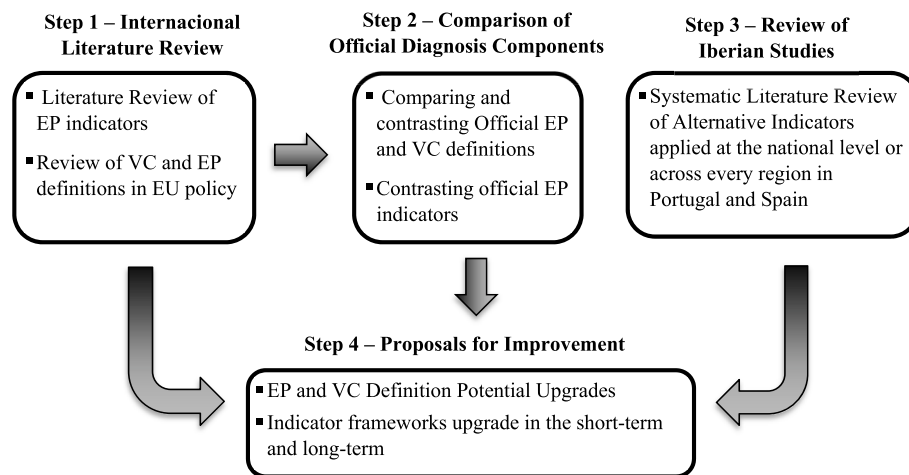 Step 1 – Internacional
Literature Review
▪ Literature Review of
EP indicators
▪ Review of VC and EP
definitions in EU policy
Step 2 – Comparison of
Official Diagnosis Components
▪ Comparing and
contrasting Official EP
and VC definitions
▪ Contrasting official EP
indicators
Step 3 – Review of
Iberian Studies
▪ Systematic Literature Review
of Alternative Indicators
applied at the national level or
across every region in
Portugal and Spain
Step 4 – Proposals for Improvement
▪ EP and VC Definition Potential Upgrades
▪ Indicator frameworks upgrade in the short-term
and long-term